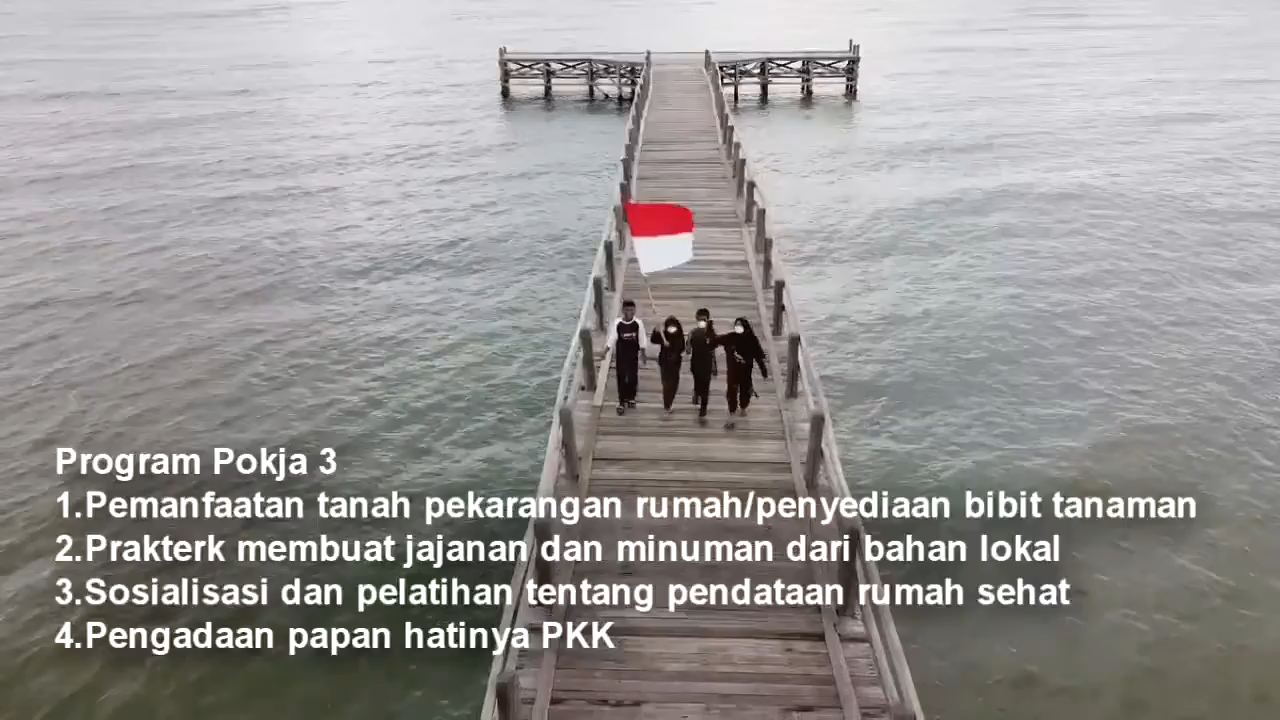 Program Pokja 3
1.Pemanfaatan tanah pekarangan rumah/penyediaan bibit tanaman
2.Prakterk membuat jajanan dan minuman dari bahan lokal
3.Sosialisasi dan pelatihan tentang pendataan rumah sehat
4.Pengadaan papan hatinya PKK